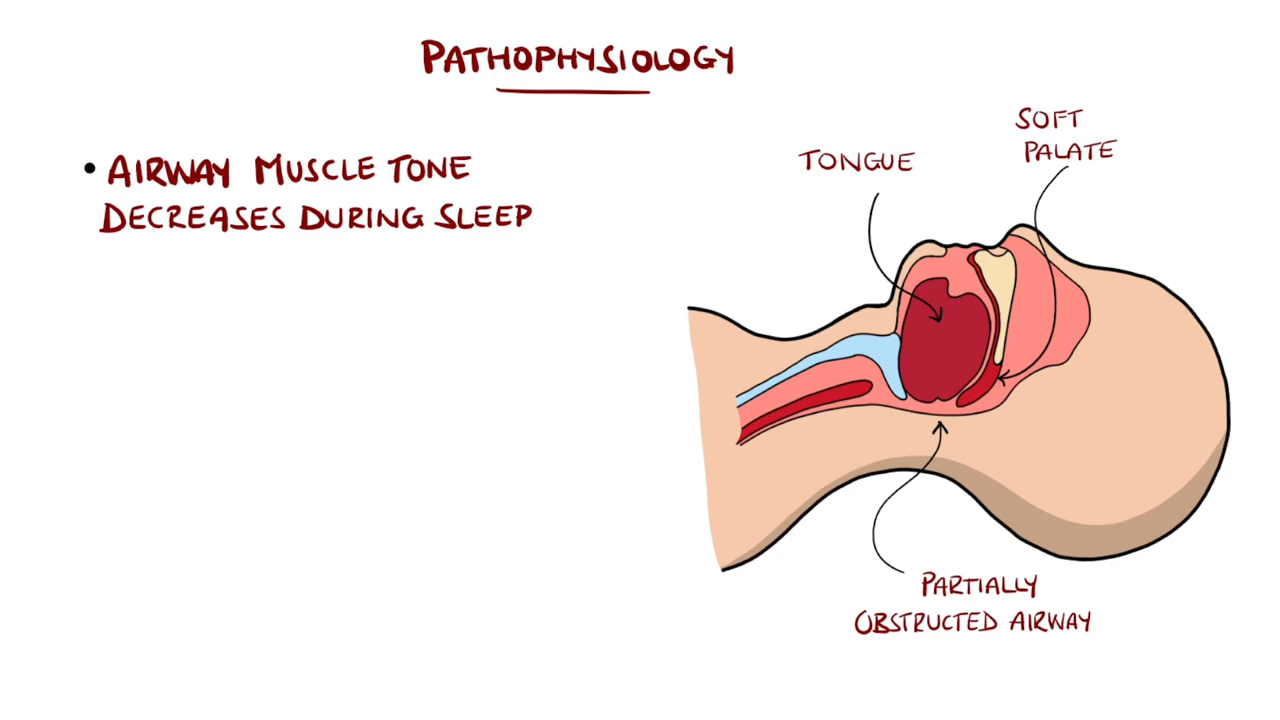 PATHOPHYSIOLOGY
• AIRWAY MUSCLE TONE
DECREASES DURING SLEEP
TONGUE
SOFT
PALATE
PARTIALLY
OBSTRUCTED AIRWAY